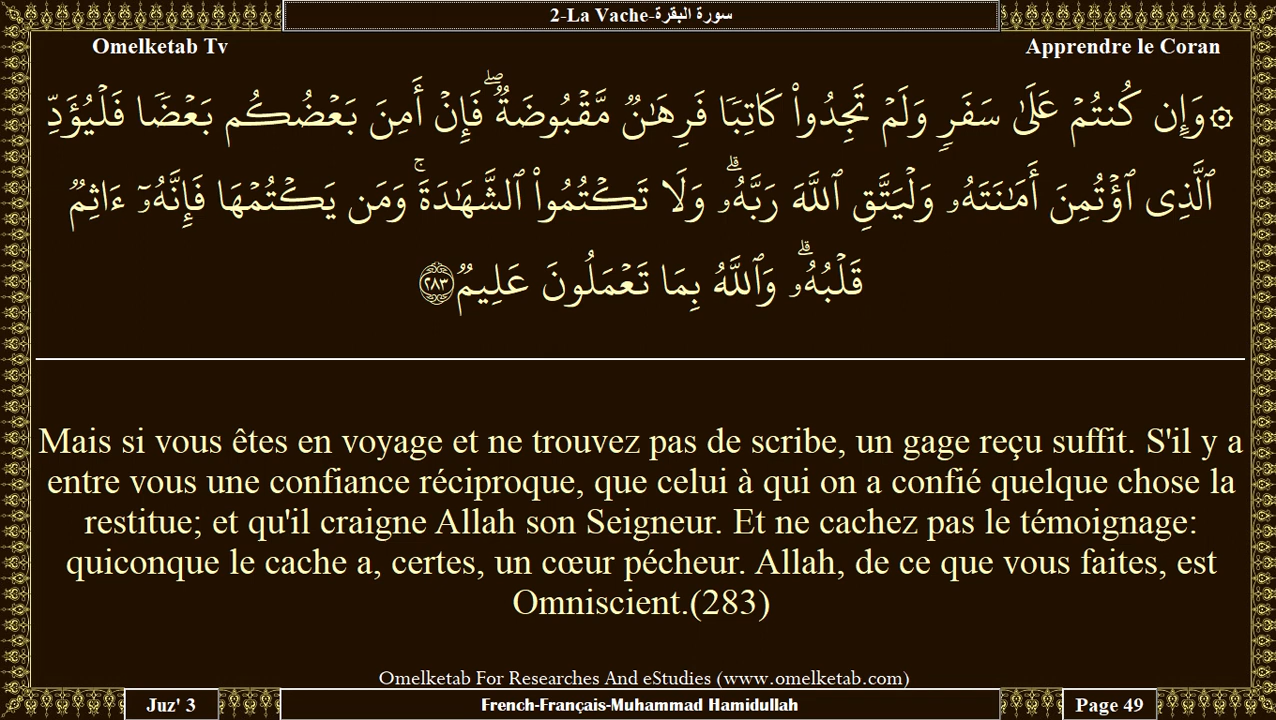 2-La Vache-سورة البقرة
Omelketab Tv
Apprendre le Coran
۞ وَإِن كُنتُمْ عَلَىٰ سَفَرٍ وَلَمْ تَجِدُوا۟ كَاتِبًا فَرِهَـٰنٌ مَّقْبُوضَةٌ ۖ فَإِنْ أَمِنَ بَعْضُكُم بَعْضًا فَلْيُؤَدِّ
ٱلَّذِى ٱؤْتُمِنَ أَمَـٰنَتَهُۥ وَلْيَتَّقِ ٱللَّهَ رَبَّهُۥ ۗ وَلَا تَكْتُمُوا۟ ٱلشَّهَـٰدَةَ ۚ وَمَن يَكْتُمْهَا فَإِنَّهُۥٓ ءَاثِمٌ
قَلْبُهُۥ ۗ وَٱللَّهُ بِمَا تَعْمَلُونَ عَلِيمٌ ﴿٢٨٣﴾
Mais si vous êtes en voyage et ne trouvez pas de scribe, un gage reçu suffit. S'il y a
entre vous une confiance réciproque, que celui à qui on a confié quelque chose la
restitue; et qu'il craigne Allah son Seigneur. Et ne cachez pas le témoignage:
quiconque le cache a, certes, un cœur pécheur. Allah, de ce que vous faites, est
Omniscient.(283)
Omelketab For Researches And eStudies (www.omelketab.com)
Juz' 3
French-Français-Muhammad Hamidullah
Page 49